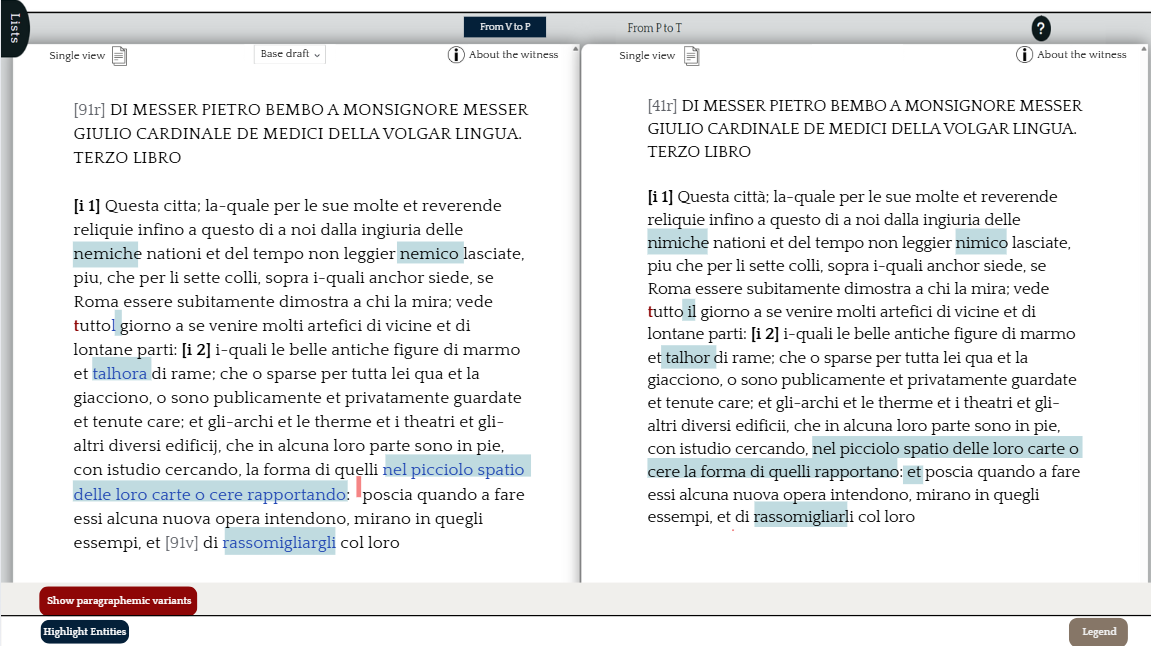 Lists
From V to P
From P to T
?
Single view
Base draft
About the witness
[91r] DI MESSER PIETRO BEMBO A MONSIGNORE MESSER
GIULIO CARDINALE DE MEDICI DELLA VOLGAR LINGUA.
TERZO LIBRO
[i 1] Questa citta; la-quale per le sue molte et reverende
reliquie infino a questo di a noi dalla ingiuria delle
nemiche nationi et del tempo non leggier nemico lasciate,
piu, che per li sette colli, sopra i-quali anchor siede, se
Roma essere subitamente dimostra a chi la mira; vede
tuttol giorno a se venire molti artefici di vicine et di
lontane parti: [i 2] i-quali le belle antiche figure di marmo
et talhora di rame; che o sparse per tutta lei qua et la
giacciono, o sono publicamente et privatamente guardate
et tenute care; et gli-archi et le therme et i theatri et gli-
altri diversi edificij, che in alcuna loro parte sono in pie,
con istudio cercando, la forma di quelli nel picciolo spatio
delle loro carte o cere rapportando: poscia quando a fare
essi alcuna nuova opera intendono, mirano in quegli
essempi, et [91v] di rassomigliargli col loro
Single view
About the witness
[41r] DI MESSER PIETRO BEMBO A MONSIGNORE MESSER
GIULIO CARDINALE DE MEDICI DELLA VOLGAR LINGUA.
TERZO LIBRO
[i 1] Questa città; la-quale per le sue molte et reverende
reliquie infino a questo di a noi dalla ingiuria delle
nimiche nationi et del tempo non leggier nimico lasciate,
piu che per li sette colli, sopra i-quali anchor siede, se
Roma essere subitamente dimostra a chi la mira; vede
tutto il giorno a se venire molti artefici di vicine et di
lontane parti: [i 2] i-quali le belle antiche figure di marmo
et talhor di rame; che o sparse per tutta lei qua et la
giacciono, o sono publicamente et privatamente guardate
et tenute care; et gli-archi et le therme et i theatri et gli-
altri diversi edificii, che in alcuna loro parte sono in pie,
con istudio cercando, nel picciolo spatio delle loro carte o
cere la forma di quelli rapportano: et poscia quando a fare
essi alcuna nuova opera intendono, mirano in quegli
essempi, et di rassomigliarli col loro
Show paragraphemic variants
Highlight Entities
Legend